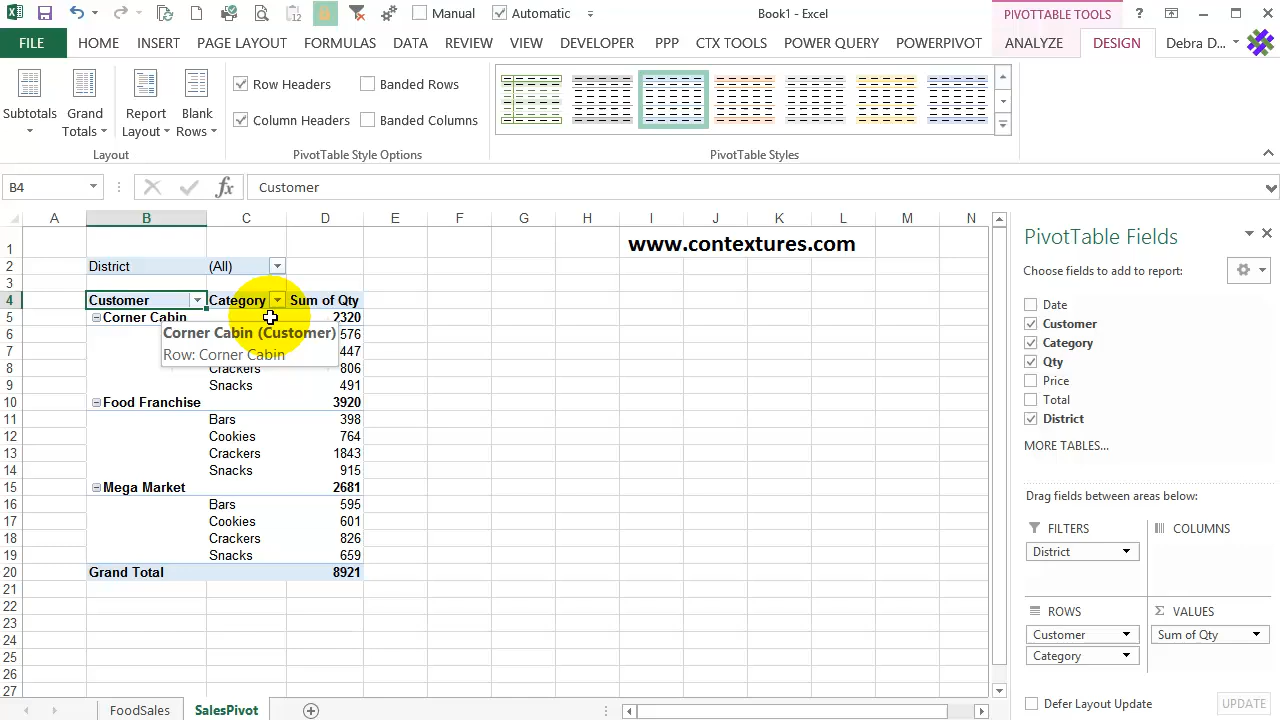 Manual Automatic Book1 - Excel PIVOTTABLE TOOLS ?
FILE HOME INSERT PAGE LAYOUT FORMULAS DATA REVIEW VIEW DEVELOPER PPP CTX TOOLS POWER QUERY POWERPIVOT ANALYZE DESIGN Debra D...
Subtotals Grand Totals Report Layout Blank Rows
Row Headers Banded Rows
Column Headers Banded Columns
Layout PivotTable Style Options PivotTable Styles
B4 fx Customer
A B C D E F G H I J K L M N
1 www.contextures.com
2 District (All)
3
4 Customer Category Sum of Qty
5 Corner Cabin 2320
6 576
7 447
8 Crackers 806
9 Snacks 491
Corner Cabin (Customer)
Row: Corner Cabin
10 Food Franchise 3920
11 Bars 398
12 Cookies 764
13 Crackers 1843
14 Snacks 915
15 Mega Market 2681
16 Bars 595
17 Cookies 601
18 Crackers 826
19 Snacks 659
20 Grand Total 8921
21
22
23
24
25
26
27
FoodSales SalesPivot
PivotTable Fields
Choose fields to add to report:
Date
Customer
Category
Qty
Price
Total
District
MORE TABLES...
Drag fields between areas below:
FILTERS COLUMNS
District
ROWS Σ VALUES
Customer Sum of Qty
Category
Defer Layout Update UPDATE